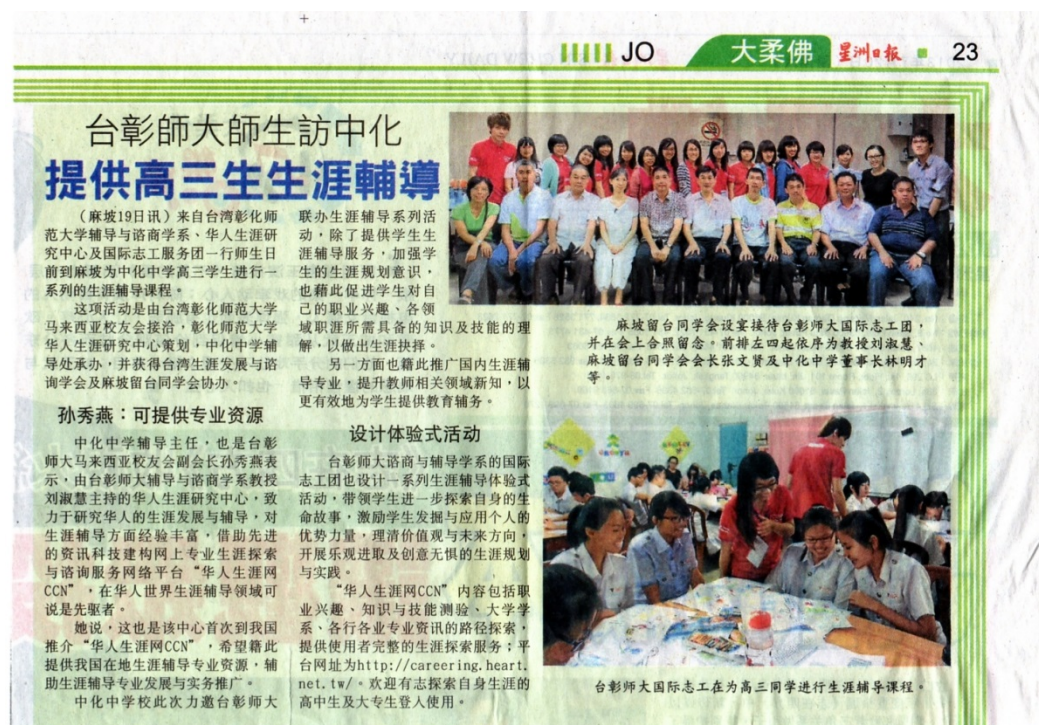 JO
大柔佛
星洲日报
23
台彰師大師生訪中化
提供高三生生涯輔導
（麻坡19日讯）来自台湾彰化师
范大学辅导与谘商学系、华人生涯研
究中心及国际志工服务团一行师生日
前到麻坡为中化中学高三学生进行一
系列的生涯辅导课程。
这项活动是由台湾彰化师范大学
马来西亚校友会接洽，彰化师范大学
华人生涯研究中心策划，中化中学辅
导处承办，并获得台湾生涯发展与谘
询学会及麻坡留台同学会协办。
孙秀燕：可提供专业资源
中化中学辅导主任，也是台彰
师大马来西亚校友会副会长孙秀燕表
示，由台彰师大辅导与谘商学系教授
刘淑慧主持的华人生涯研究中心，致
力于研究华人的生涯发展与辅导，对
生涯辅导方面经验丰富，借助先进
的资讯科技建构网上专业生涯探索
与谘询服务网络平台“华人生涯网
CCN”，在华人世界生涯辅导领域可
说是先驱者。
她说，这也是该中心首次到我国
推介“华人生涯网CCN”，希望藉此
提供我国在地生涯辅导专业资源，辅
助生涯辅导专业发展与实务推广。
中化中学校此次力邀台彰师大
联办生涯辅导系列活
动，除了提供学生生
涯辅导服务，加强学
生的生涯规划意识，
也藉此促进学生对自
己的职业兴趣、各领
域职涯所需具备的知识及技能的理
解，以做出生涯抉择。
另一方面也籍此推广国内生涯辅
导专业，提升教师相关领域新知，以
更有效地为学生提供教育辅务。
设计体验式活动
台彰师大谘商与辅导学系的国际
志工团也设计一系列生涯辅导体验式
活动，带领学生进一步探索自身的生
命故事，激励学生发掘与应用个人的
优势力量，理清价值观与未来方向，
开展乐观进取及创意无惧的生涯规划
与实践。
“华人生涯网CCN”内容包括职
业兴趣、知识与技能测验、大学学
系、各行各业专业资讯的路径探索，
提供使用者完整的生涯探索服务；平
台网址为http://careering.heart.
net.tw/。欢迎有志探索自身生涯的
高中生及大专生登入使用。
麻坡留台同学会设宴接待台彰师大国际志工团，
并在会上合照留念。前排左四起依序为教授刘淑慧、
麻坡留台同学会会长张文贤及中化中学董事长林明才
等。
台彰师大国际志工在为高三同学进行生涯辅导课程。